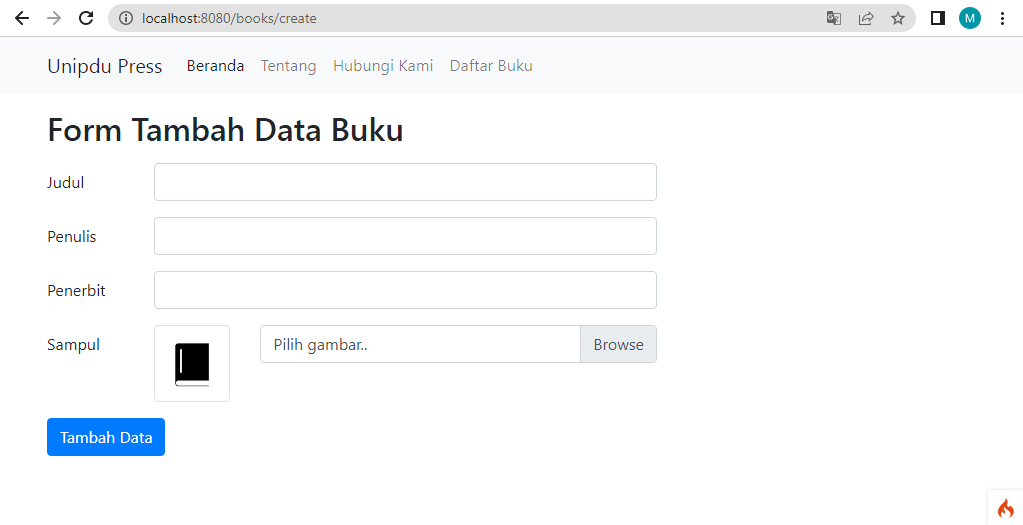 localhost:8080/books/create
M
Unipdu Press Beranda Tentang Hubungi Kami Daftar Buku
Form Tambah Data Buku
Judul
Penulis
Penerbit
Sampul Pilih gambar.. Browse
Tambah Data